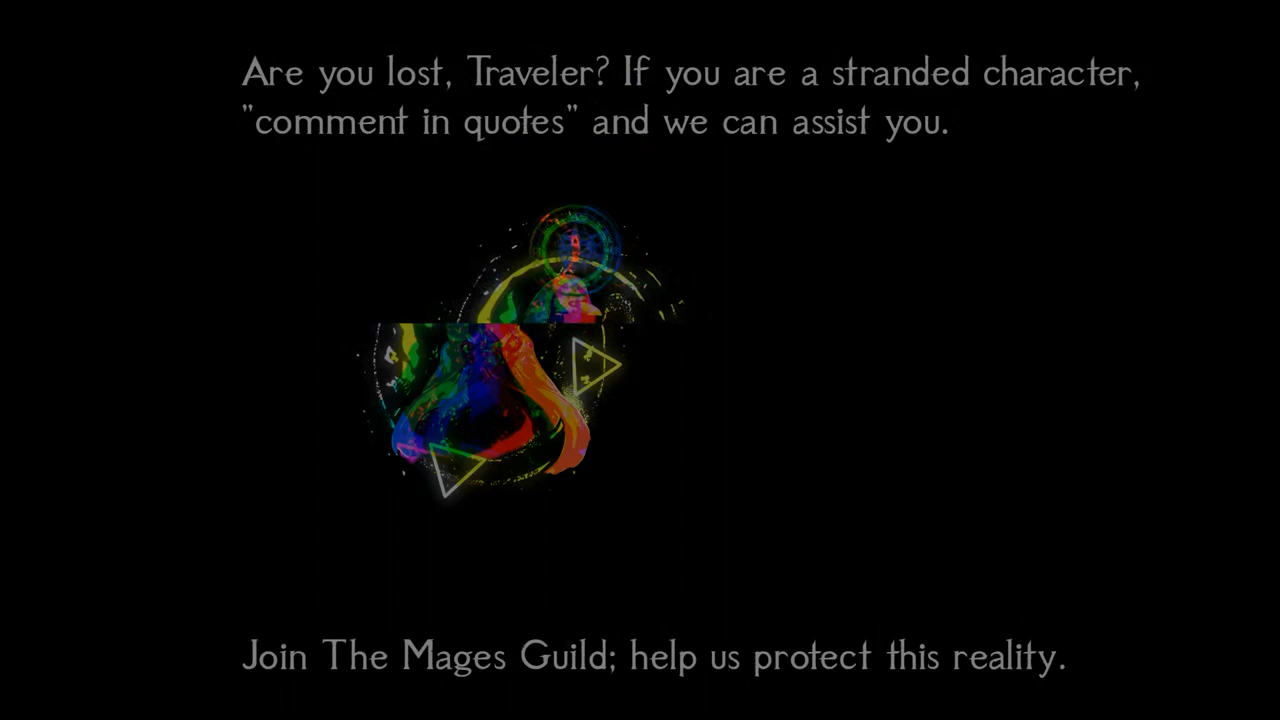 Are you lost, Traveler? If you are a stranded character,
"comment in quotes" and we can assist you.
Join The Mages Guild; help us protect this reality.